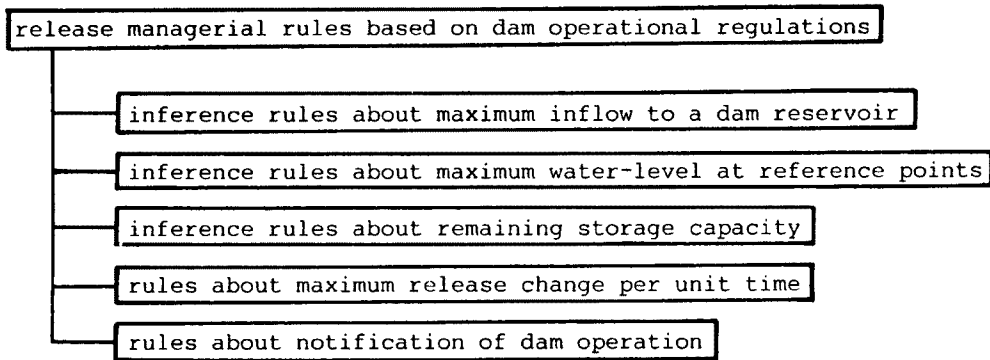 release managerial rules based on dam operational regulations
inference rules about maximum inflow to a dam reservoir
inference rules about maximum water-level at reference points
inference rules about remaining storage capacity
rules about maximum release change per unit time
rules about notification of dam operation